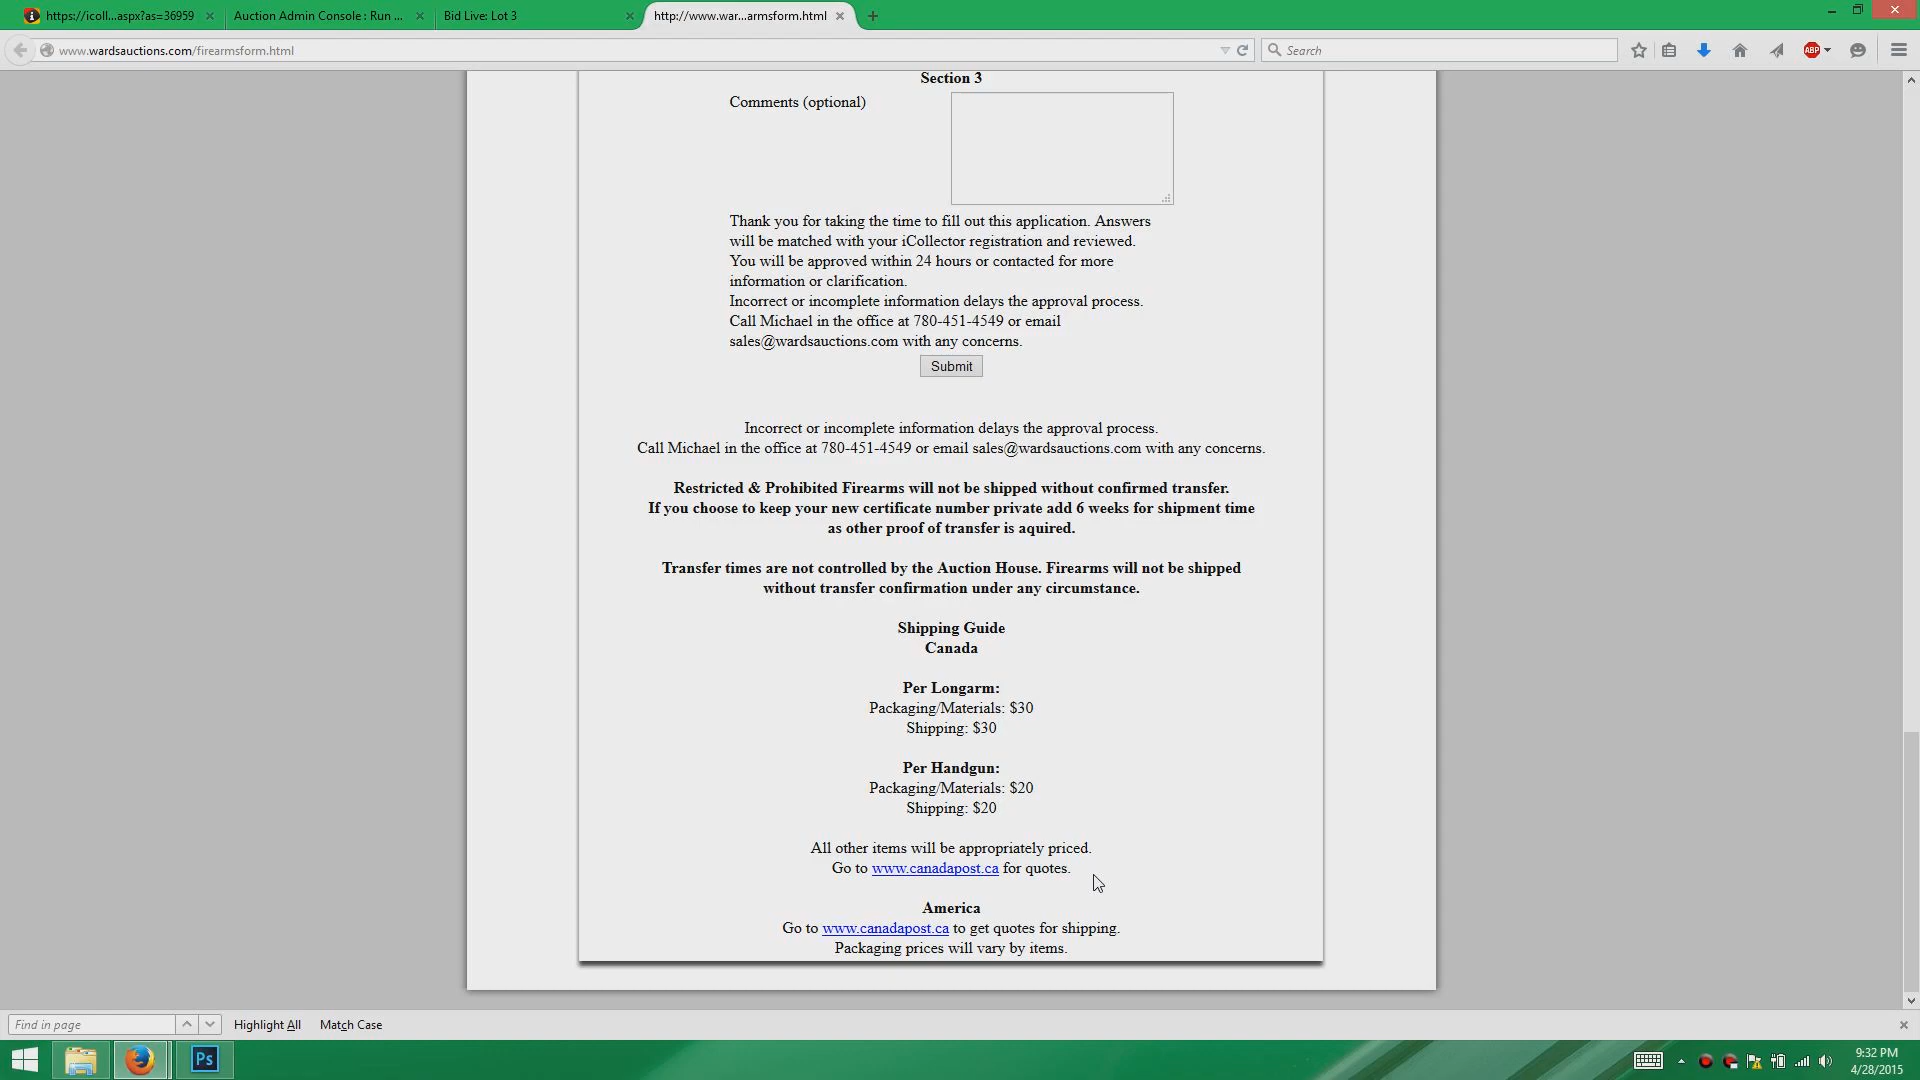 https://icoll...aspx?as=36959
Auction Admin Console : Run ...
Bid Live: Lot 3
http://www.war...armsform.html
www.wardsauctions.com/firearmsform.html
Search
ABP
Section 3
Comments (optional)
Thank you for taking the time to fill out this application. Answers
will be matched with your iCollector registration and reviewed.
You will be approved within 24 hours or contacted for more
information or clarification.
Incorrect or incomplete information delays the approval process.
Call Michael in the office at 780-451-4549 or email
sales@wardsauctions.com with any concerns.
Submit
Incorrect or incomplete information delays the approval process.
Call Michael in the office at 780-451-4549 or email sales@wardsauctions.com with any concerns.
Restricted & Prohibited Firearms will not be shipped without confirmed transfer.
If you choose to keep your new certificate number private add 6 weeks for shipment time
as other proof of transfer is aquired.
Transfer times are not controlled by the Auction House. Firearms will not be shipped
without transfer confirmation under any circumstance.
Shipping Guide
Canada
Per Longarm:
Packaging/Materials: $30
Shipping: $30
Per Handgun:
Packaging/Materials: $20
Shipping: $20
All other items will be appropriately priced.
Go to www.canadapost.ca for quotes.
America
Go to www.canadapost.ca to get quotes for shipping.
Packaging prices will vary by items.
Find in page
Highlight All
Match Case
Ps
9:32 PM
4/28/2015